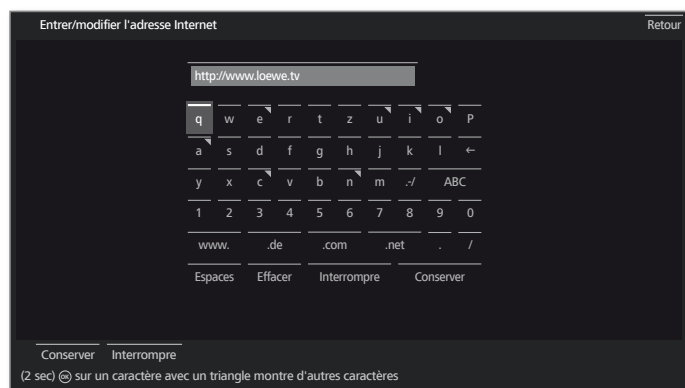 Entrer/modifier l'adresse Internet Retour
http://www.loewe.tv
q w e r t z u i o P
a s d f g h j k l ←
y x c v b n m .-/ ABC
1 2 3 4 5 6 7 8 9 0
www. .de .com .net . /
Espaces Effacer Interrompre Conserver
Conserver Interrompre
(2 sec) OK sur un caractère avec un triangle montre d'autres caractères